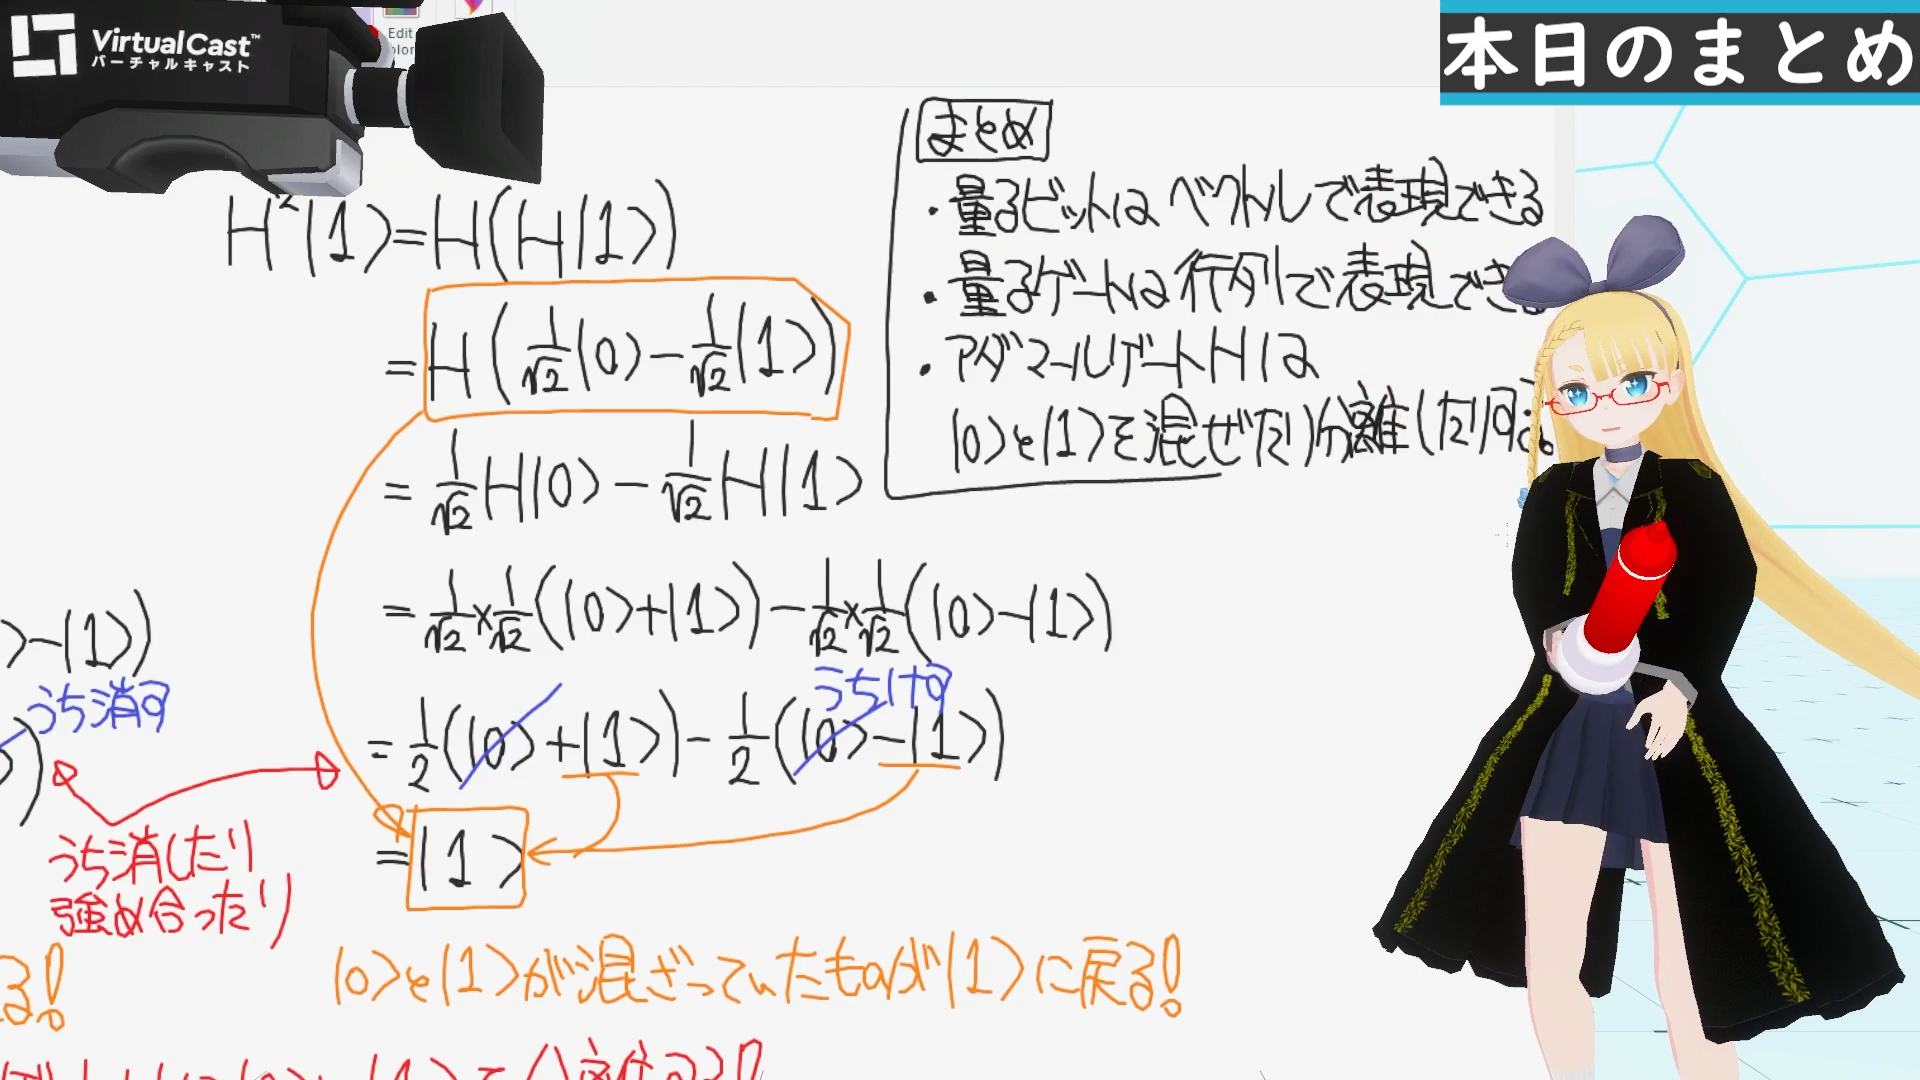 VirtualCast™
バーチャルキャスト
Edit
本日のまとめ
まとめ
・量子ビットは ベクトルで表現できる
・量子ゲートは 行列で表現でき
・アダマールゲートHは
|0>と|1>を混ぜたり分離したりする
H²|1>=H(H|1>)
=H(1/√2|0>-1/√2|1>)
=1/√2H|0>-1/√2H|1>
=1/√2×1/√2(|0>+|1>)-1/√2×1/√2(|0>-|1>)
>-|1>)
うち消す
うち消す
=1/2(|0>+|1>)-1/2(|0>-|1>)
=|1>
うち消したり
強め合ったり
る!
|0>と|1>が混ざっていたものが|1>に戻る!